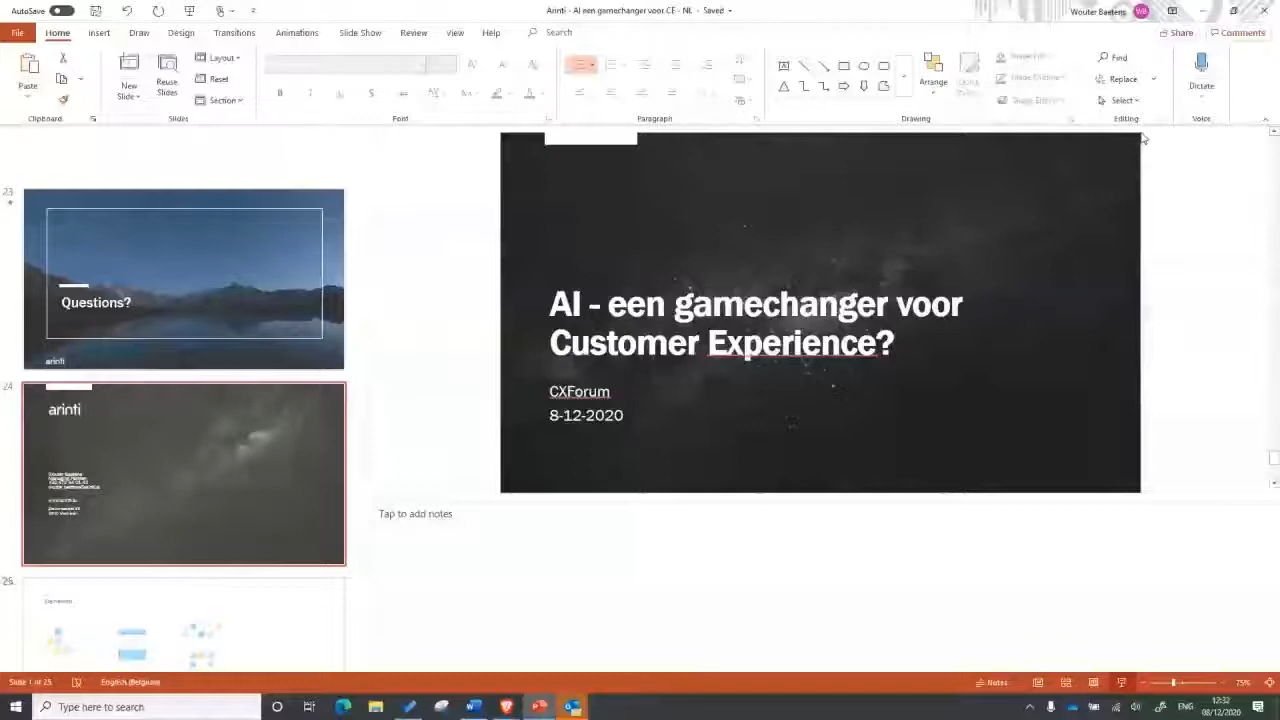 AutoSave
Arinti - AI een gamechanger voor CE - NL - Saved
Wouter Baetens
WB
File
Home
Insert
Draw
Design
Transitions
Animations
Slide Show
Review
View
Help
Search
Share
Comments
Paste
New
Slide
Reuse
Slides
Layout
Reset
Section
Arrange
Find
Replace
Select
Dictate
Clipboard
Slides
Font
Paragraph
Drawing
Editing
Voice
23
Questions?
arinti
24
arinti
AI - een gamechanger voor
Customer Experience?
CXForum
8-12-2020
Tap to add notes
Slide 1 of 25
English (Belgium)
Notes
75%
Type here to search
ENG
12:32
08/12/2020